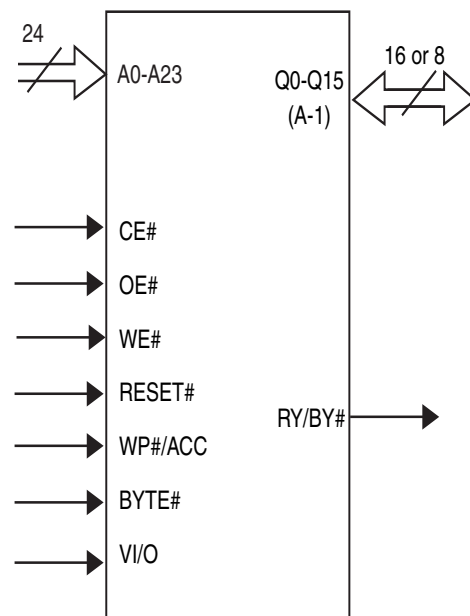 24
A0-A23
16 or 8
Q0-Q15
(A-1)
CE#
OE#
WE#
RESET#
RY/BY#
WP#/ACC
BYTE#
VI/O